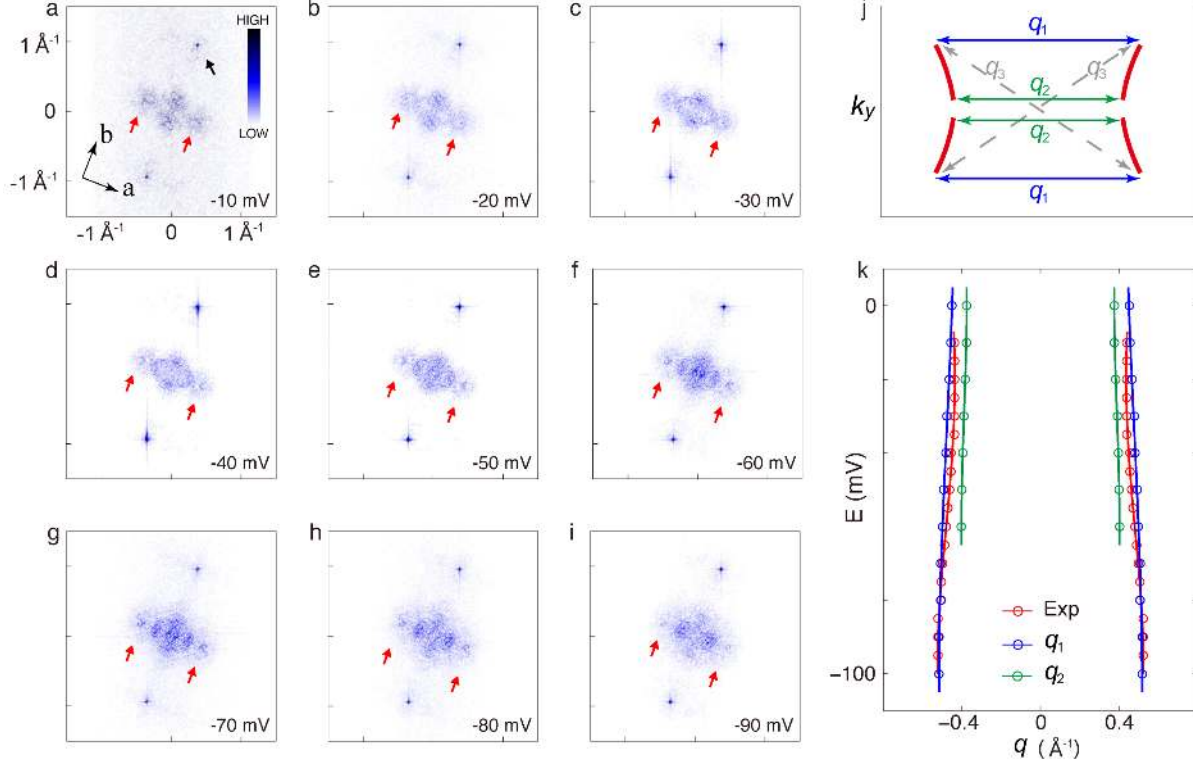 a
HIGH
LOW
1 Å⁻¹
0
-1 Å⁻¹
b
a
-10 mV
-1 Å⁻¹
0
1 Å⁻¹
b
-20 mV
c
-30 mV
j
q₁
q₃
q₃
q₂
k_y
q₂
q₁
d
-40 mV
e
-50 mV
f
-60 mV
k
0
E (mV)
−100
Exp
q₁
q₂
−0.4
0
0.4
q (Å⁻¹)
g
-70 mV
h
-80 mV
i
-90 mV